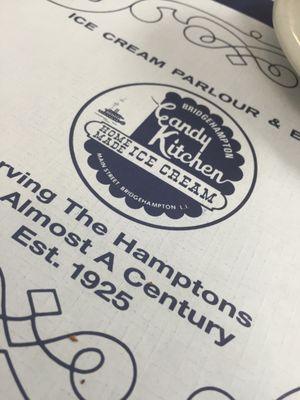 ICE CREAM PARLOUR &
BRIDGEHAMPTON
Candy
Kitchen
HOME
MADE
ICE CREAM
MAIN STREET, BRIDGEHAMPTON L.I.
The Hamptons
Almost A Century
Est. 1925